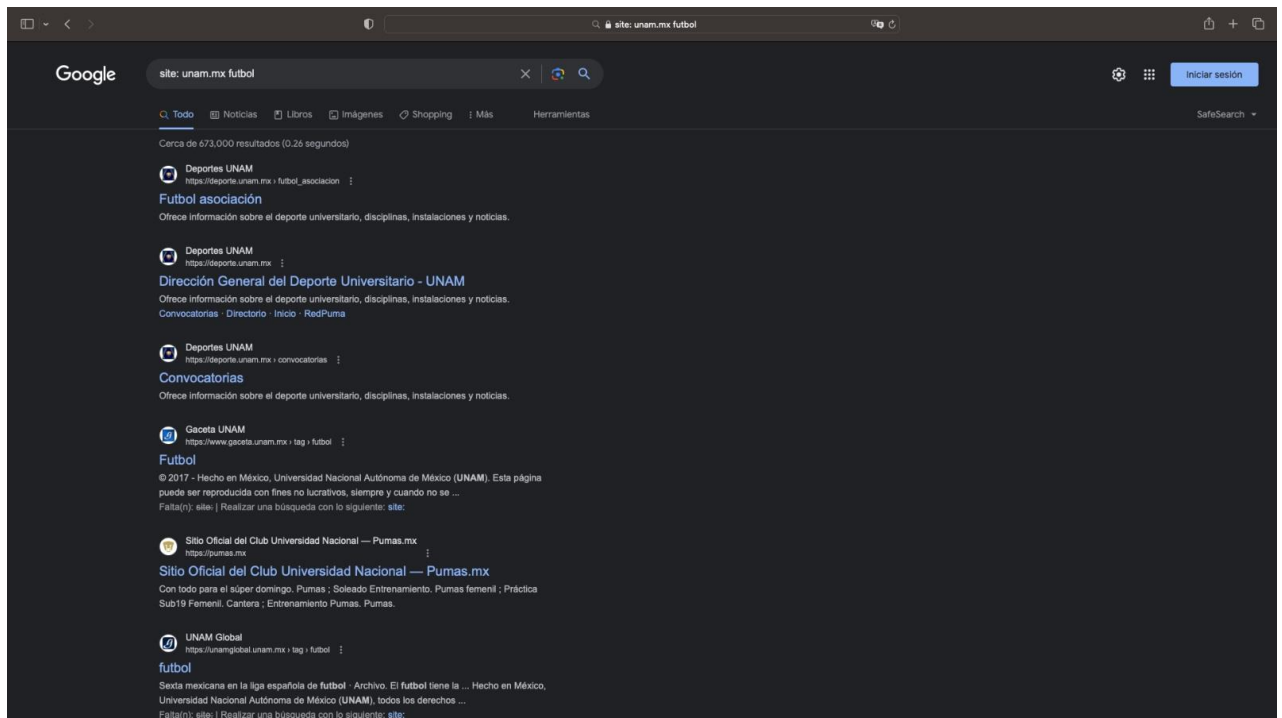 site: unam.mx futbol
Google
site: unam.mx futbol
Iniciar sesión
Todo Noticias Libros Imágenes Shopping Más Herramientas SafeSearch
Cerca de 673,000 resultados (0.26 segundos)
Deportes UNAM
https://deporte.unam.mx › futbol_asociacion
Futbol asociación
Ofrece información sobre el deporte universitario, disciplinas, instalaciones y noticias.
Deportes UNAM
https://deporte.unam.mx
Dirección General del Deporte Universitario - UNAM
Ofrece información sobre el deporte universitario, disciplinas, instalaciones y noticias.
Convocatorias · Directorio · Inicio · RedPuma
Deportes UNAM
https://deporte.unam.mx › convocatorias
Convocatorias
Ofrece información sobre el deporte universitario, disciplinas, instalaciones y noticias.
Gaceta UNAM
https://www.gaceta.unam.mx › tag › futbol
Futbol
© 2017 - Hecho en México, Universidad Nacional Autónoma de México (UNAM). Esta página
puede ser reproducida con fines no lucrativos, siempre y cuando no se ...
Falta(n): site: | Realizar una búsqueda con lo siguiente: site:
Sitio Oficial del Club Universidad Nacional — Pumas.mx
https://pumas.mx
Sitio Oficial del Club Universidad Nacional — Pumas.mx
Con todo para el súper domingo. Pumas ; Soleado Entrenamiento. Pumas femenil ; Práctica
Sub19 Femenil. Cantera ; Entrenamiento Pumas. Pumas.
UNAM Global
https://unamglobal.unam.mx › tag › futbol
futbol
Sexta mexicana en la liga española de futbol · Archivo. El futbol tiene la ... Hecho en México,
Universidad Nacional Autónoma de México (UNAM), todos los derechos ...
Falta(n): site: | Realizar una búsqueda con lo siguiente: site: